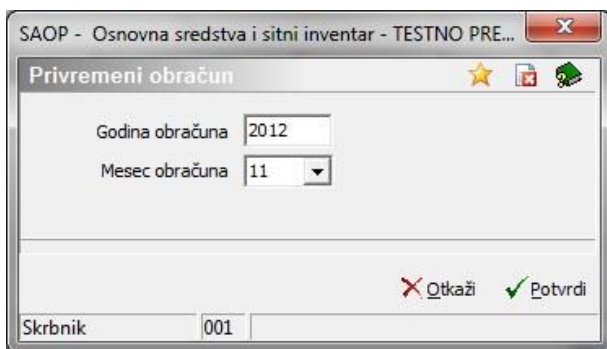 SAOP - Osnovna sredstva i sitni inventar - TESTNO PRE...
Privremeni obračun
Godina obračuna 2012
Mesec obračuna 11
Otkaži Potvrdi
Skrbnik 001